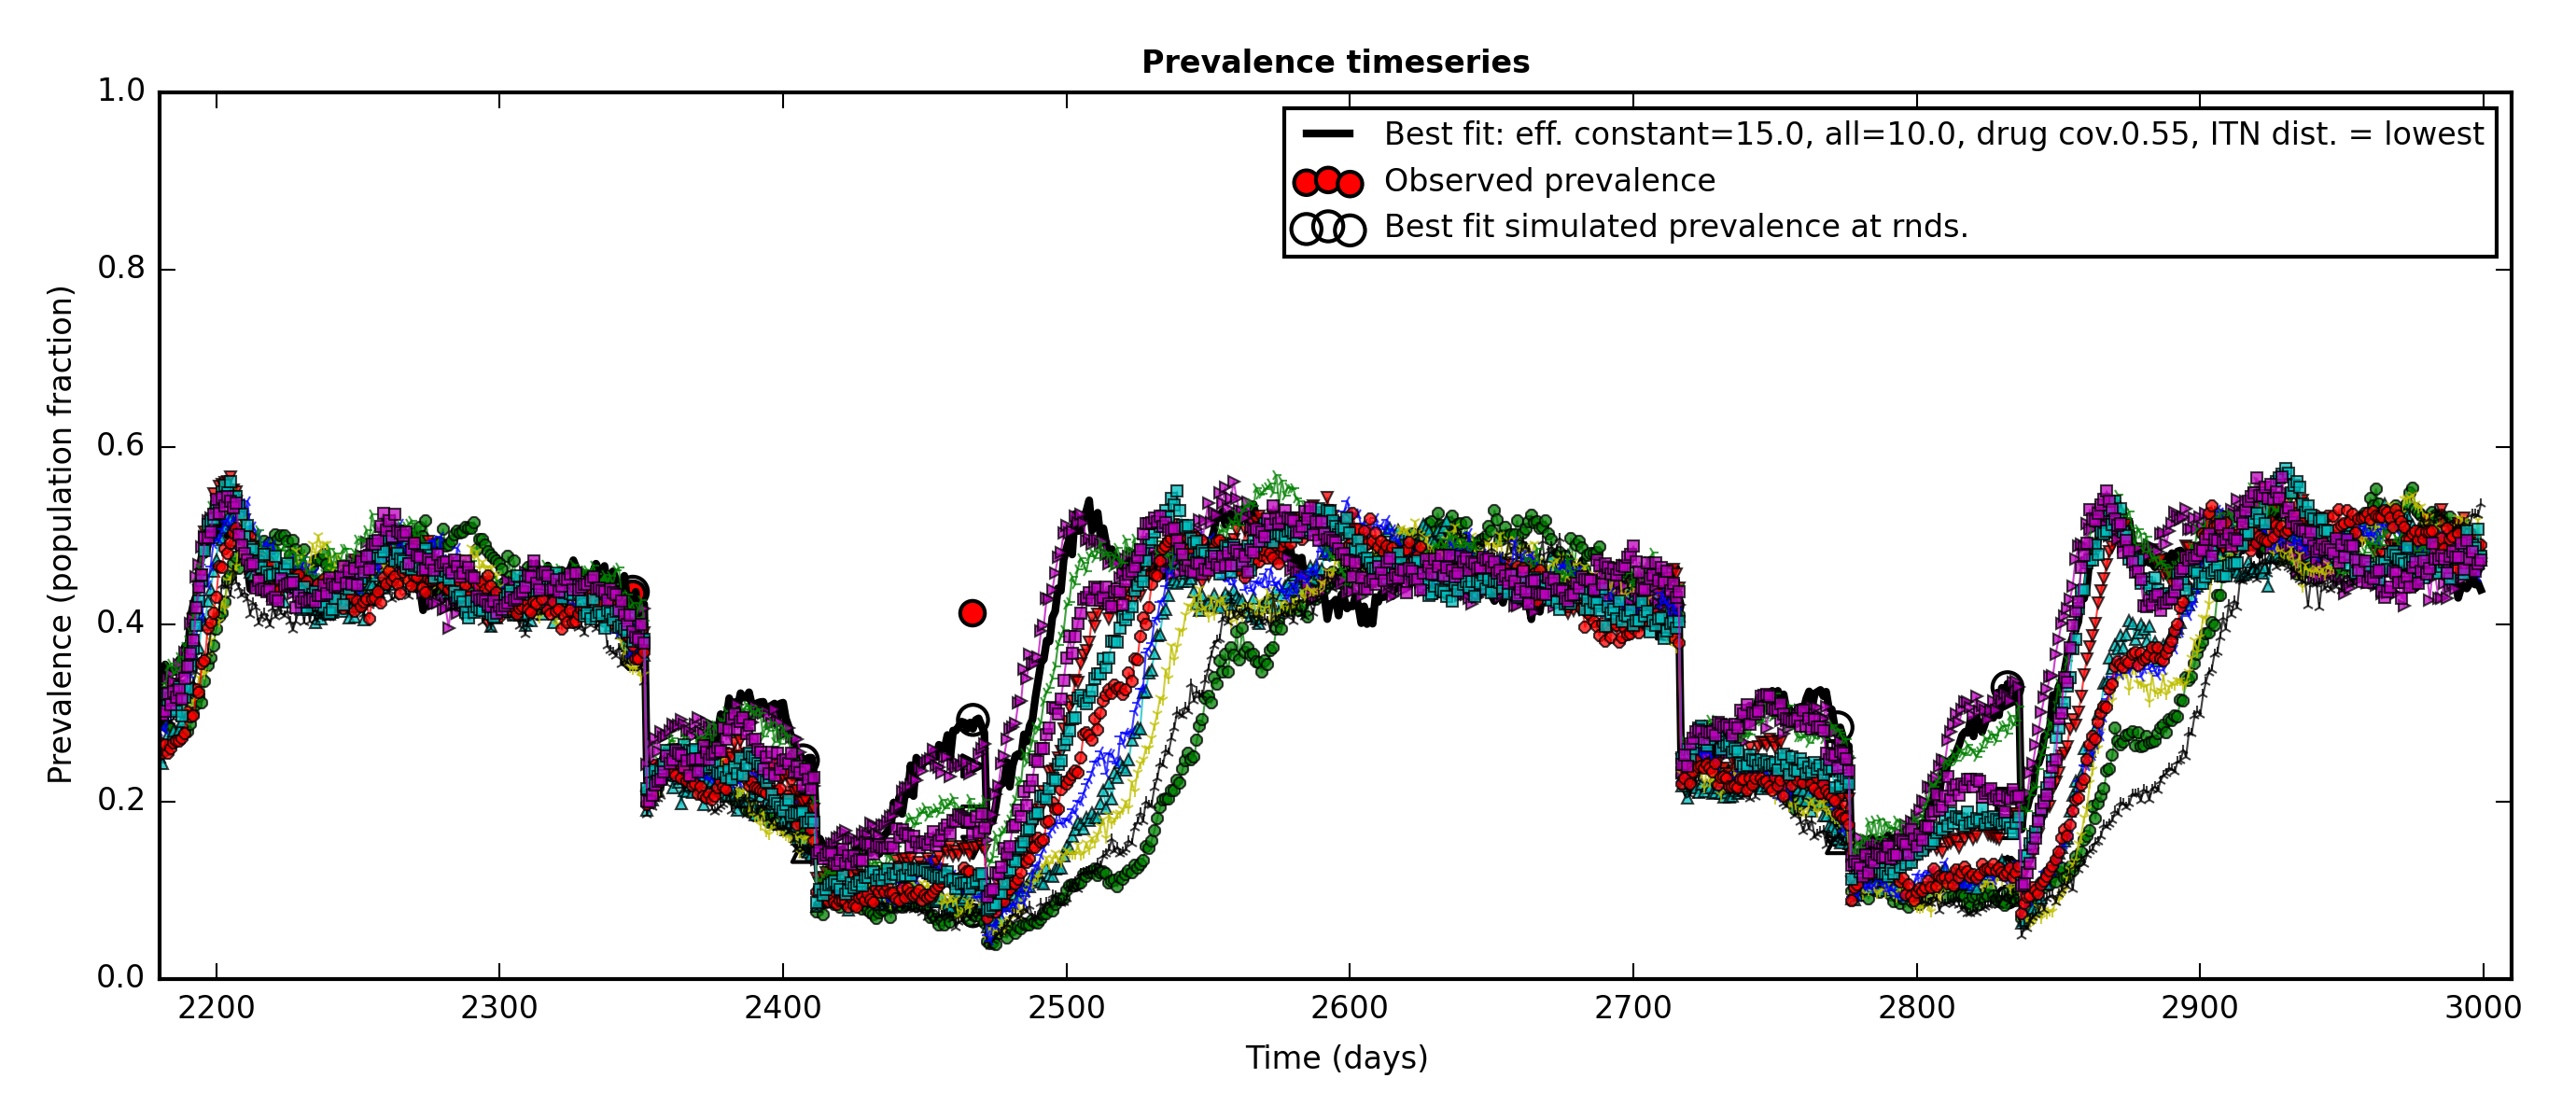 Prevalence timeseries
1.0
0.8
0.6
0.4
0.2
0.0
Prevalence (population fraction)
Best fit: eff. constant=15.0, all=10.0, drug cov.0.55, ITN dist. = lowest
Observed prevalence
Best fit simulated prevalence at rnds.
2200 2300 2400 2500 2600 2700 2800 2900 3000
Time (days)